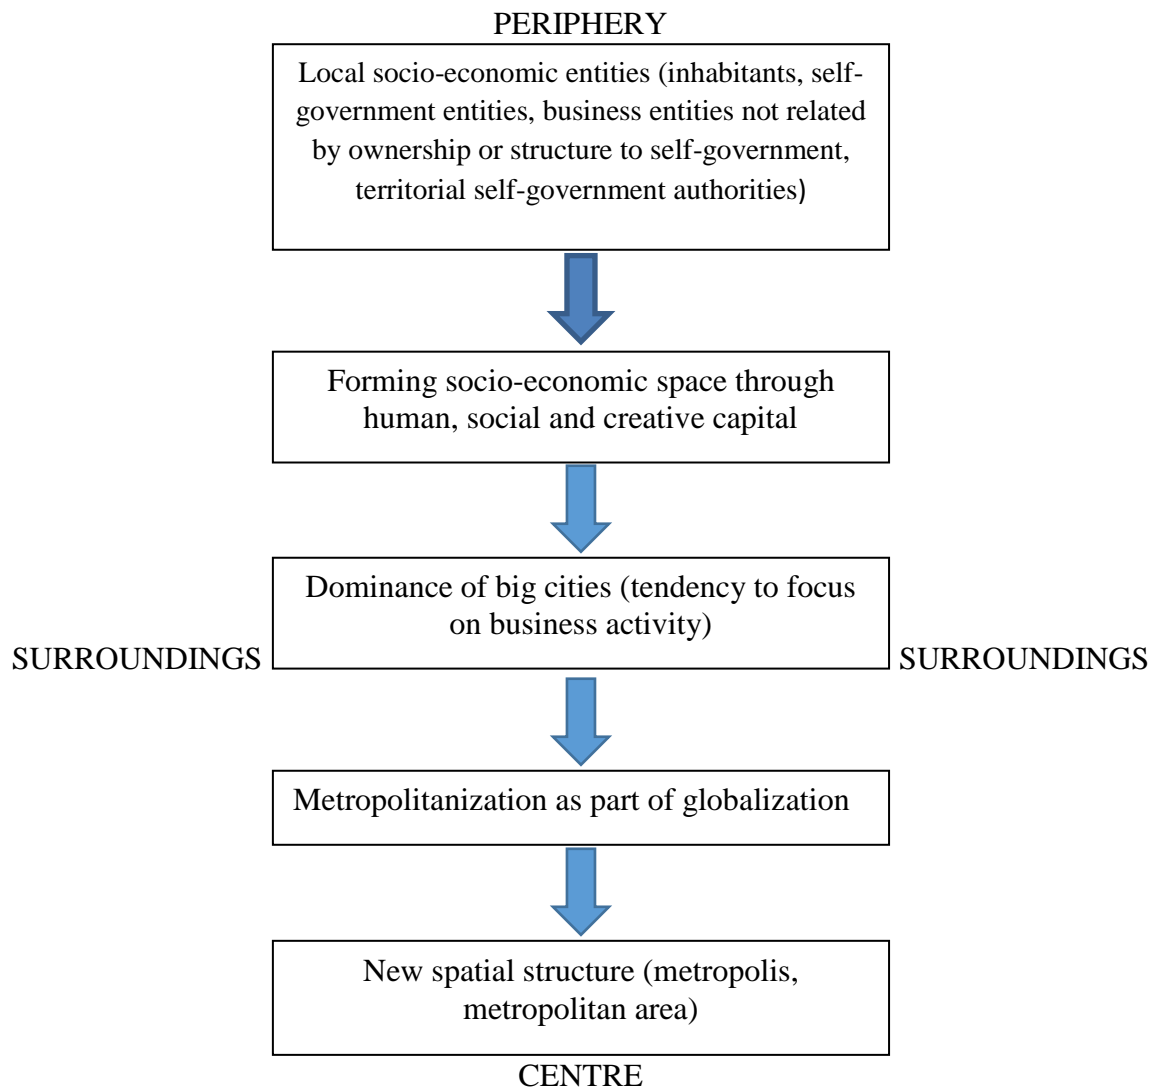 PERIPHERY
Local socio-economic entities (inhabitants, self-
government entities, business entities not related
by ownership or structure to self-government,
territorial self-government authorities)
Forming socio-economic space through
human, social and creative capital
Dominance of big cities (tendency to focus
on business activity)
SURROUNDINGS
SURROUNDINGS
Metropolitanization as part of globalization
New spatial structure (metropolis,
metropolitan area)
CENTRE